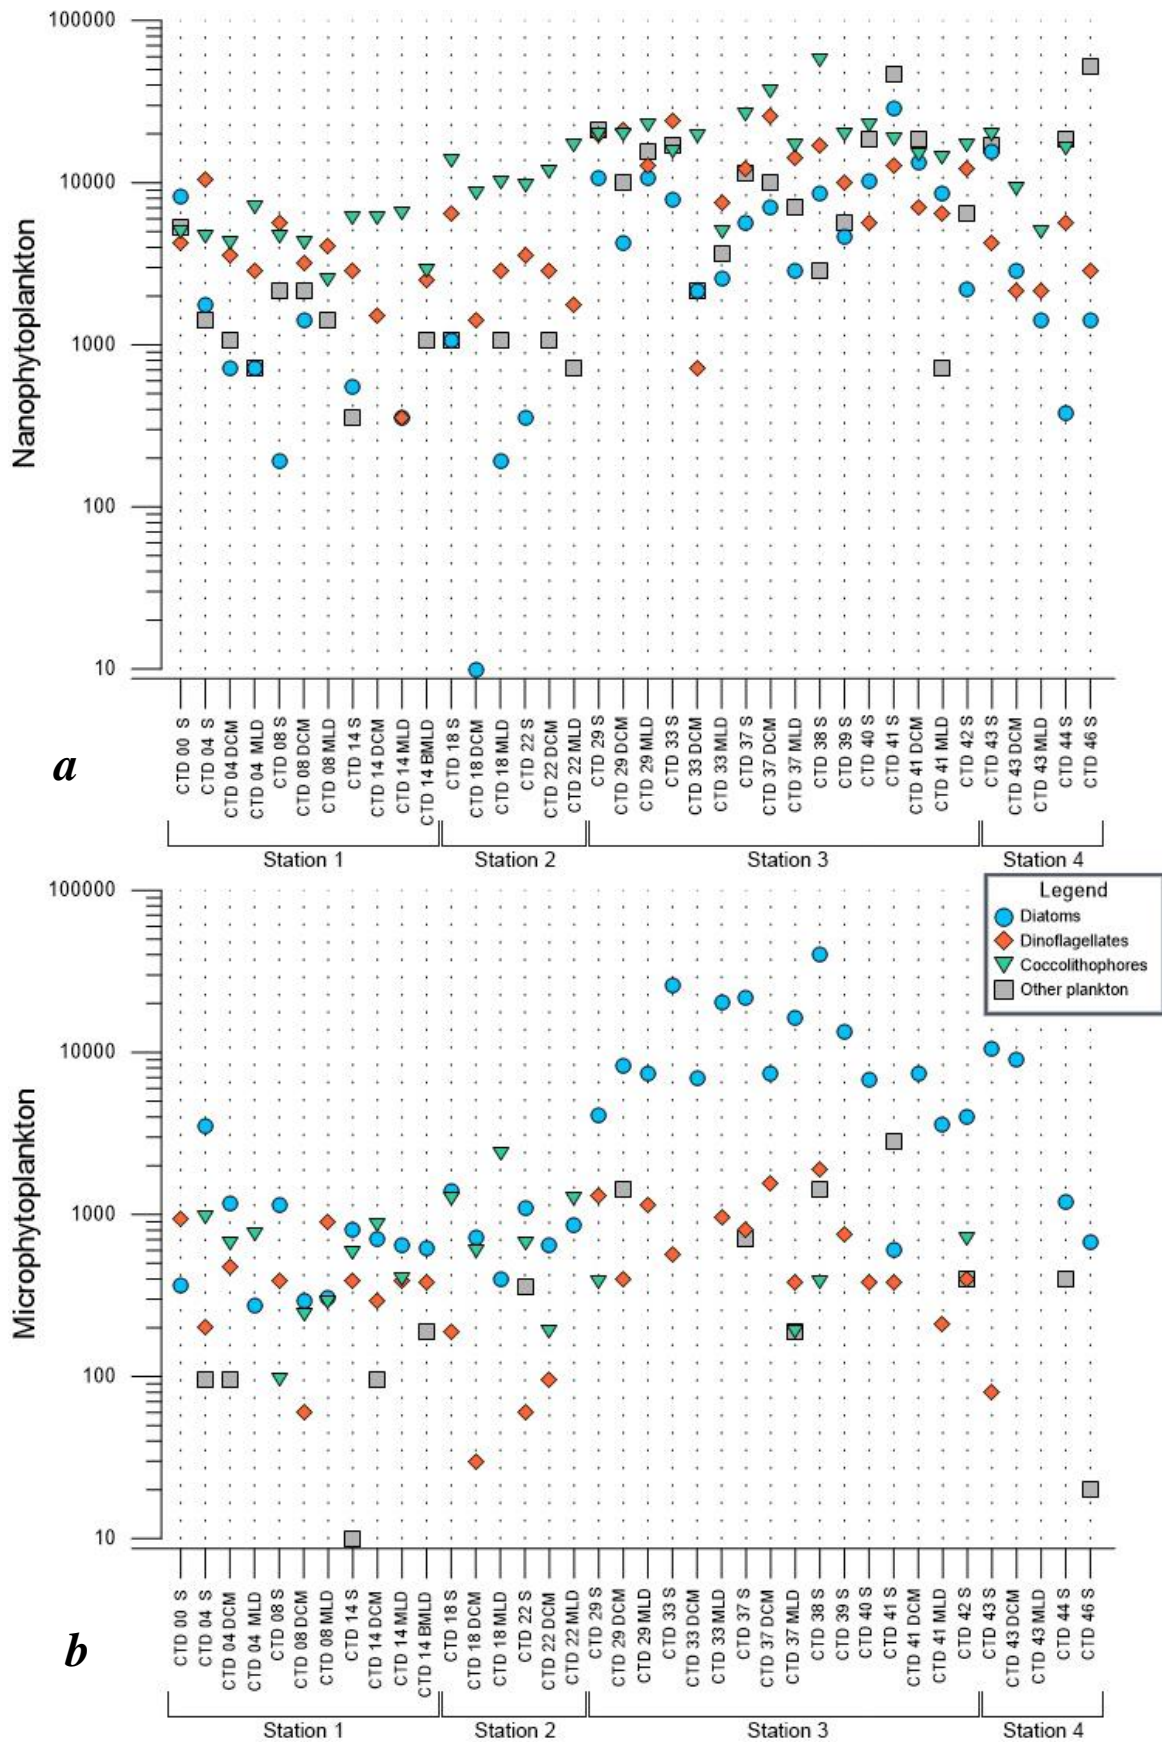 100000
10000
1000
100
10
Nanophytoplankton
CTD 00 S
CTD 04 S
CTD 04 DCM
CTD 04 MLD
CTD 08 S
CTD 08 DCM
CTD 08 MLD
CTD 14 S
CTD 14 DCM
CTD 14 MLD
CTD 14 BMLD
CTD 18 S
CTD 18 DCM
CTD 18 MLD
CTD 22 S
CTD 22 DCM
CTD 22 MLD
CTD 29 S
CTD 29 DCM
CTD 29 MLD
CTD 33 S
CTD 33 DCM
CTD 33 MLD
CTD 37 S
CTD 37 DCM
CTD 37 MLD
CTD 38 S
CTD 39 S
CTD 40 S
CTD 41 S
CTD 41 DCM
CTD 41 MLD
CTD 42 S
CTD 43 S
CTD 43 DCM
CTD 43 MLD
CTD 44 S
CTD 46 S
a
Station 1
Station 2
Station 3
Station 4
Legend
Diatoms
Dinoflagellates
Coccolithophores
Other plankton
100000
10000
1000
100
10
Microphytoplankton
CTD 00 S
CTD 04 S
CTD 04 DCM
CTD 04 MLD
CTD 08 S
CTD 08 DCM
CTD 08 MLD
CTD 14 S
CTD 14 DCM
CTD 14 MLD
CTD 14 BMLD
CTD 18 S
CTD 18 DCM
CTD 18 MLD
CTD 22 S
CTD 22 DCM
CTD 22 MLD
CTD 29 S
CTD 29 DCM
CTD 29 MLD
CTD 33 S
CTD 33 DCM
CTD 33 MLD
CTD 37 S
CTD 37 DCM
CTD 37 MLD
CTD 38 S
CTD 39 S
CTD 40 S
CTD 41 S
CTD 41 DCM
CTD 41 MLD
CTD 42 S
CTD 43 S
CTD 43 DCM
CTD 43 MLD
CTD 44 S
CTD 46 S
b
Station 1
Station 2
Station 3
Station 4